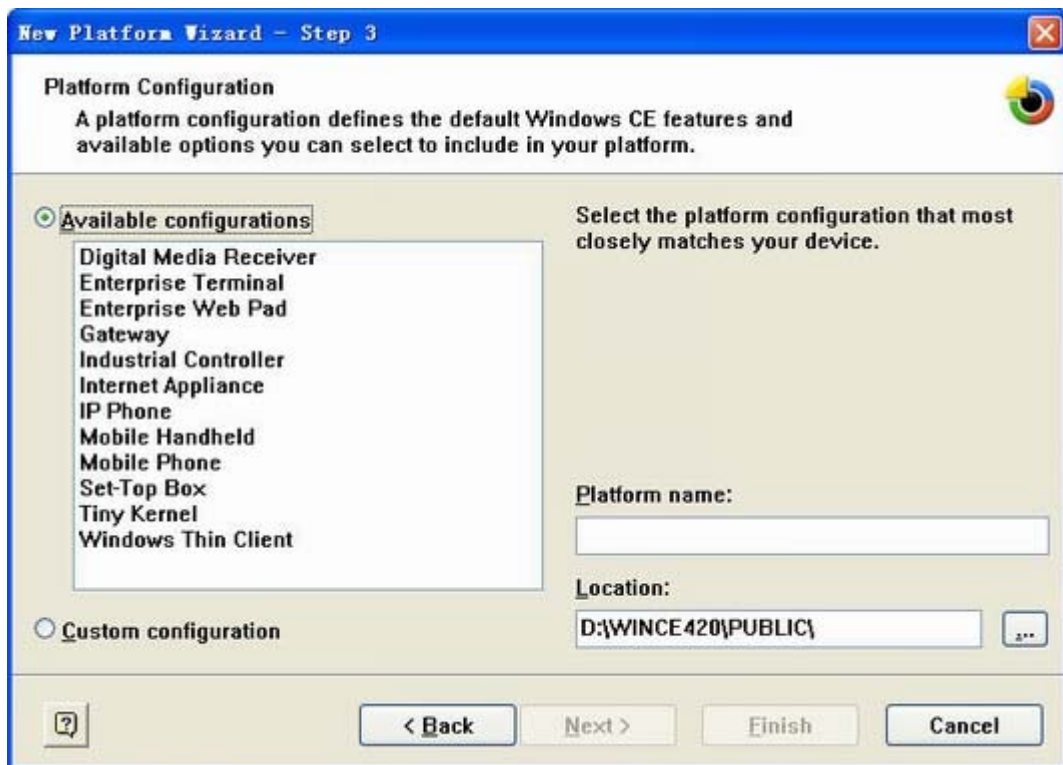 New Platform Wizard - Step 3
Platform Configuration
A platform configuration defines the default Windows CE features and
available options you can select to include in your platform.
Available configurations
Digital Media Receiver
Enterprise Terminal
Enterprise Web Pad
Gateway
Industrial Controller
Internet Appliance
IP Phone
Mobile Handheld
Mobile Phone
Set-Top Box
Tiny Kernel
Windows Thin Client
Custom configuration
Select the platform configuration that most
closely matches your device.
Platform name:
Location:
D:\WINCE420\PUBLIC\
...
< Back
Next >
Finish
Cancel